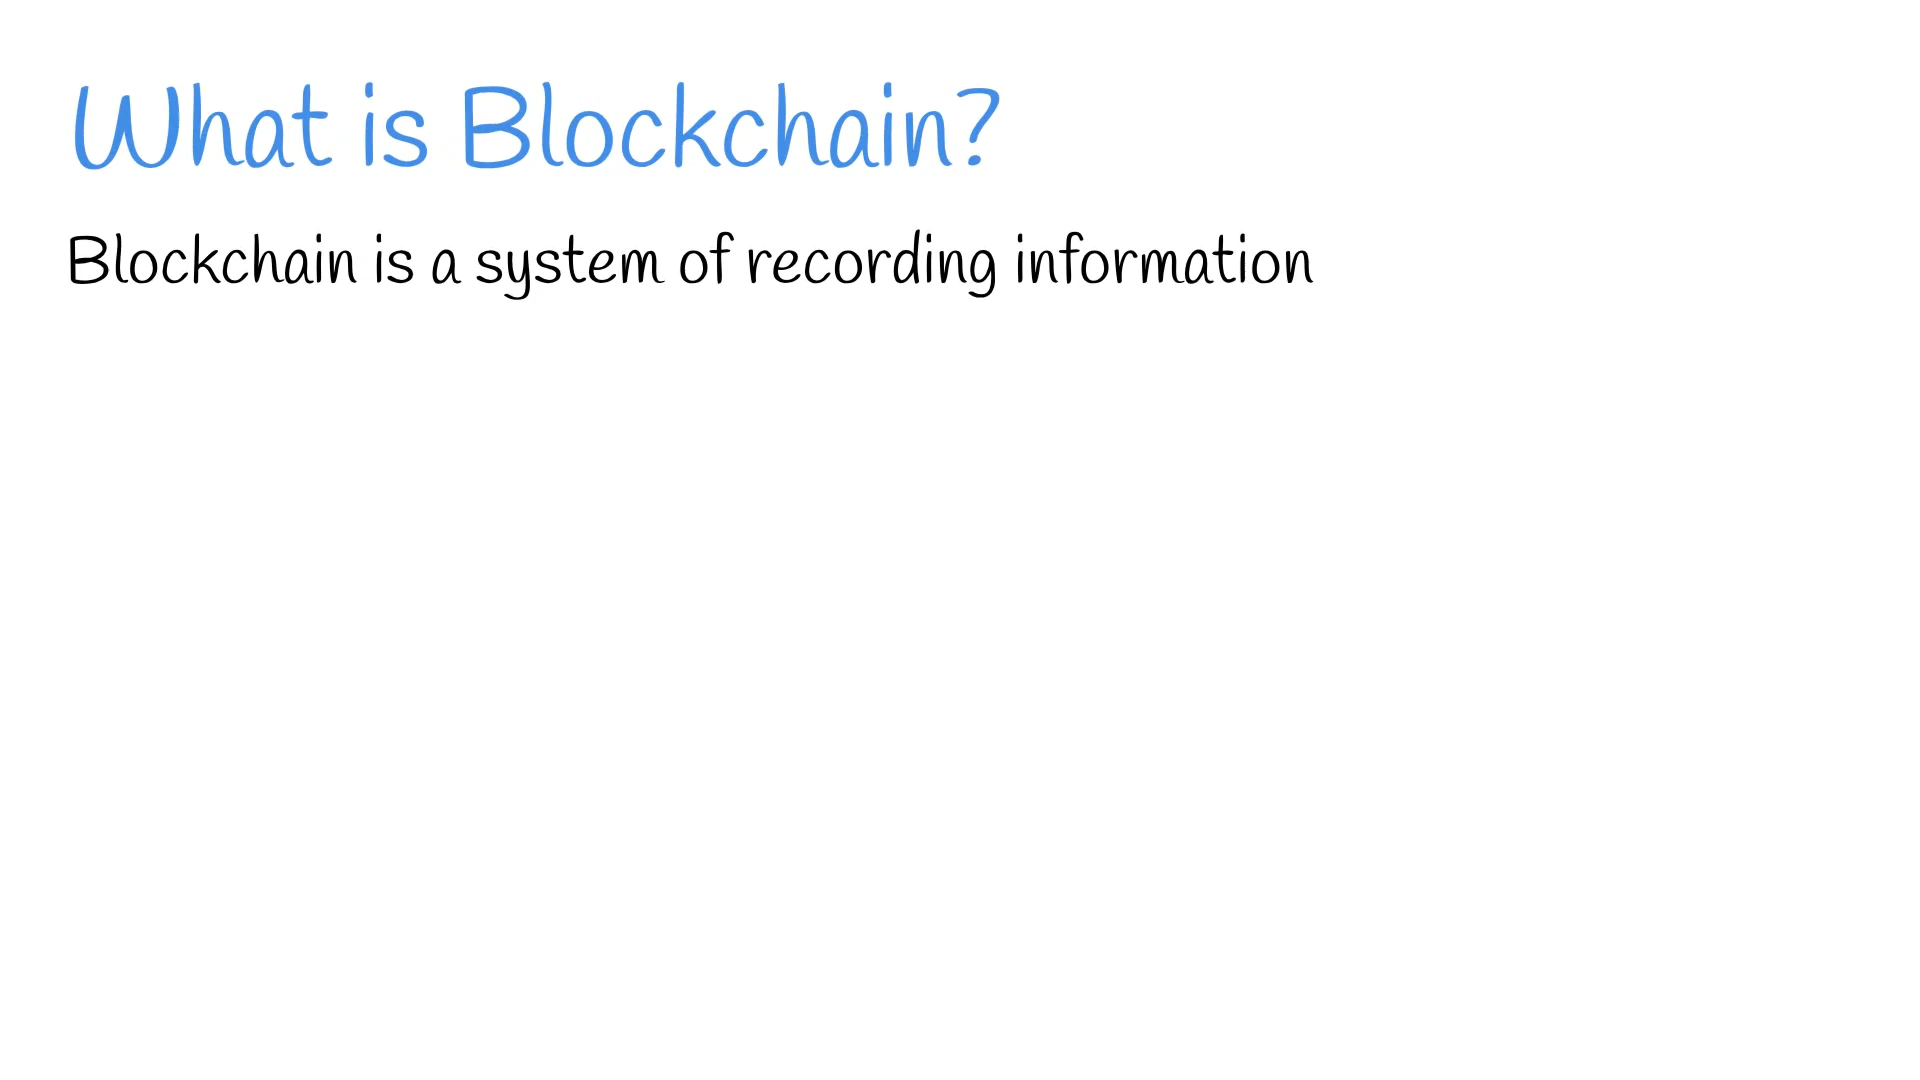 What is Blockchain?
Blockchain is a system of recording information